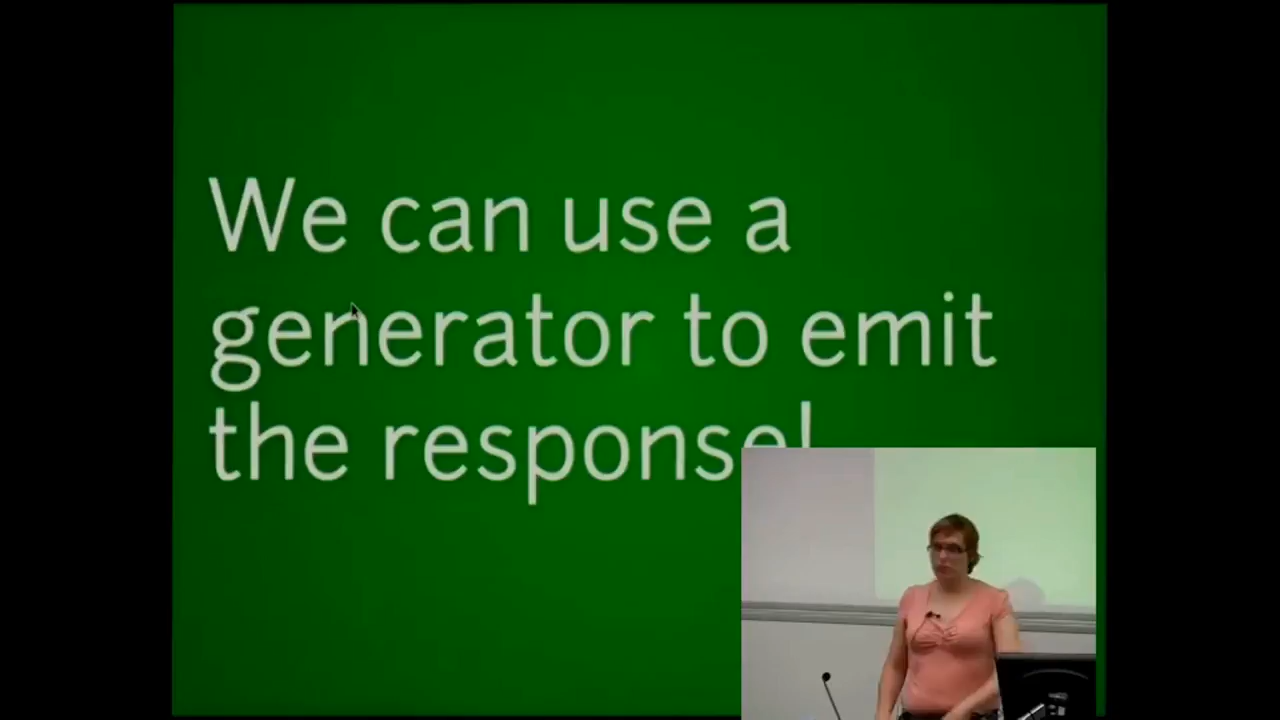 We can use a
generator to emit
the response!